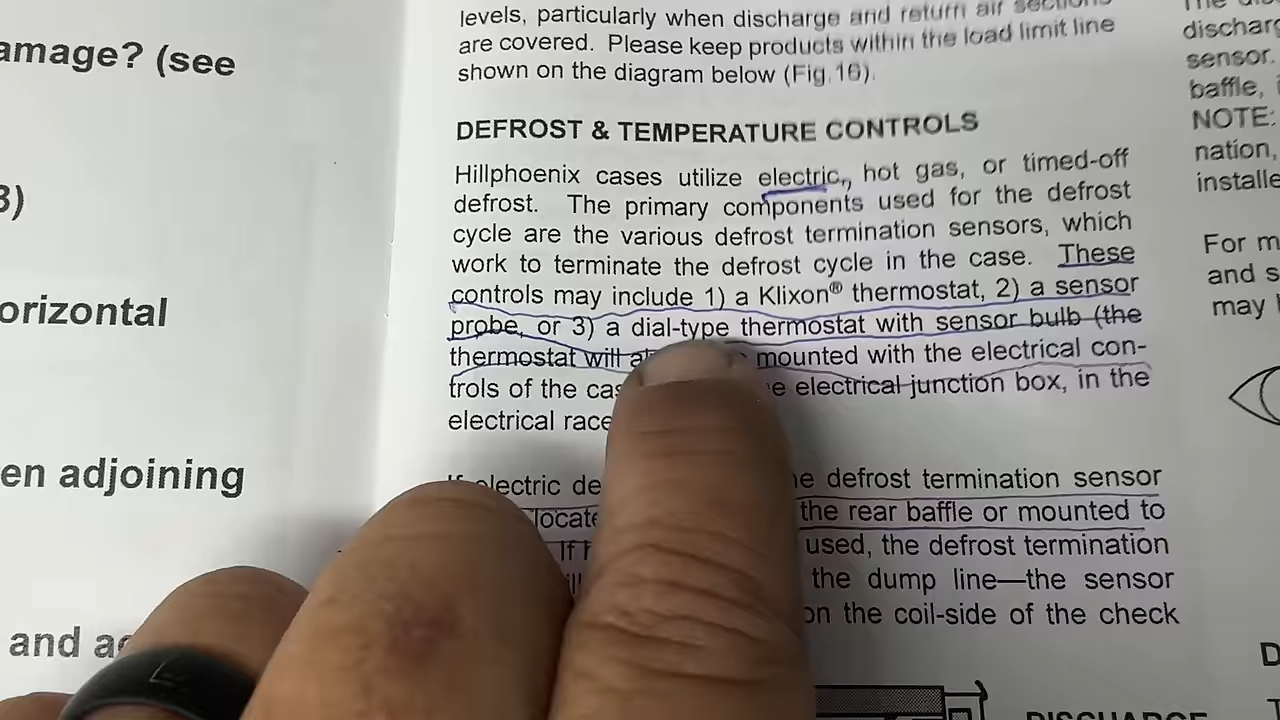 amage? (see
3)
orizontal
en adjoining
and
levels, particularly when discharge and return air sections
are covered. Please keep products within the load limit line
shown on the diagram below (Fig.16).
DEFROST & TEMPERATURE CONTROLS
Hillphoenix cases utilize electric, hot gas, or timed-off
defrost. The primary components used for the defrost
cycle are the various defrost termination sensors, which
work to terminate the defrost cycle in the case. These
controls may include 1) a Klixon® thermostat, 2) a sensor
probe, or 3) a dial-type thermostat with sensor bulb (the
thermostat will mounted with the electrical con-
trols of the electrical junction box, in the
electrical
electric defrost termination sensor
the rear baffle or mounted to
If used, the defrost termination
the dump line—the sensor
on the coil-side of the check
DISCHARGE
discharg
sensor.
baffle, i
NOTE:
nation,
installe
For m
and s
may
D